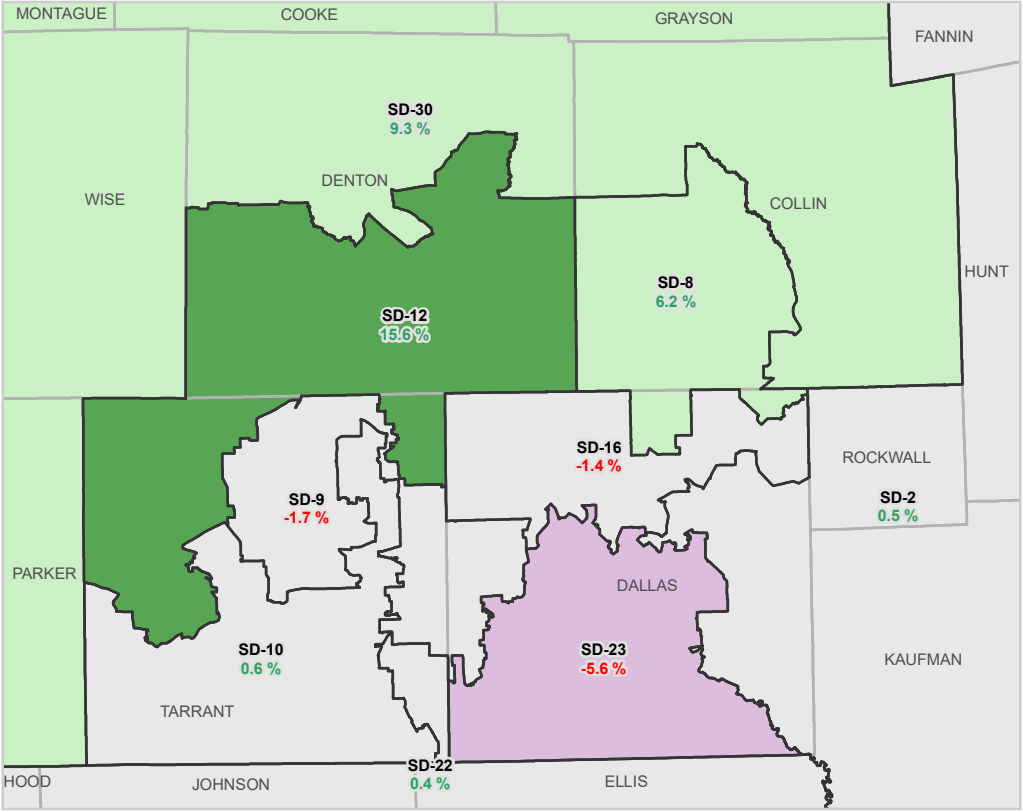 MONTAGUE
COOKE
GRAYSON
FANNIN
SD-30
9.3 %
DENTON
WISE
COLLIN
HUNT
SD-8
6.2 %
SD-12
15.6 %
SD-16
-1.4 %
ROCKWALL
SD-9
-1.7 %
SD-2
0.5 %
PARKER
DALLAS
SD-10
0.6 %
SD-23
-5.6 %
KAUFMAN
TARRANT
SD-22
0.4 %
HOOD
JOHNSON
ELLIS